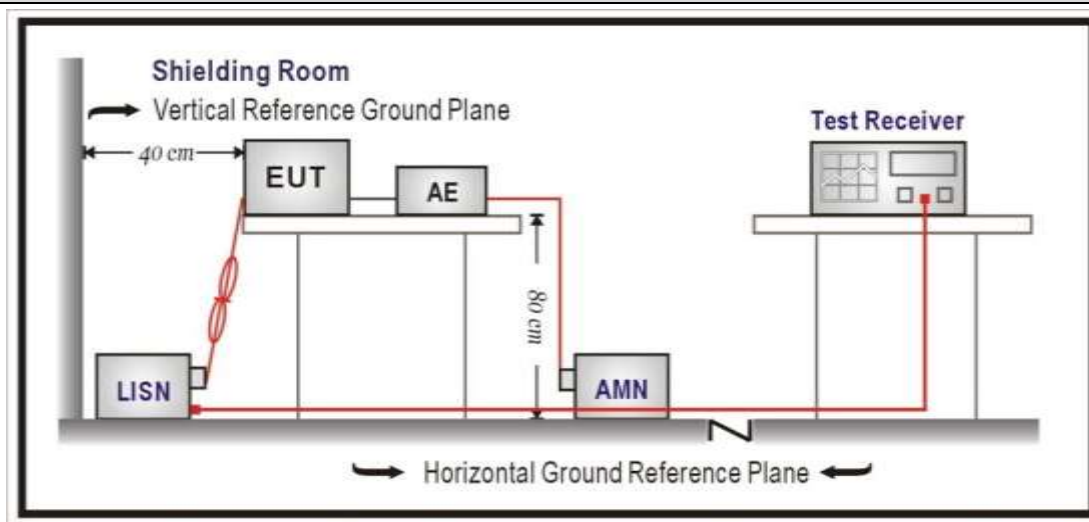 Shielding Room
Vertical Reference Ground Plane
Test Receiver
40 cm
EUT
AE
80 cm
LISN
AMN
Horizontal Ground Reference Plane